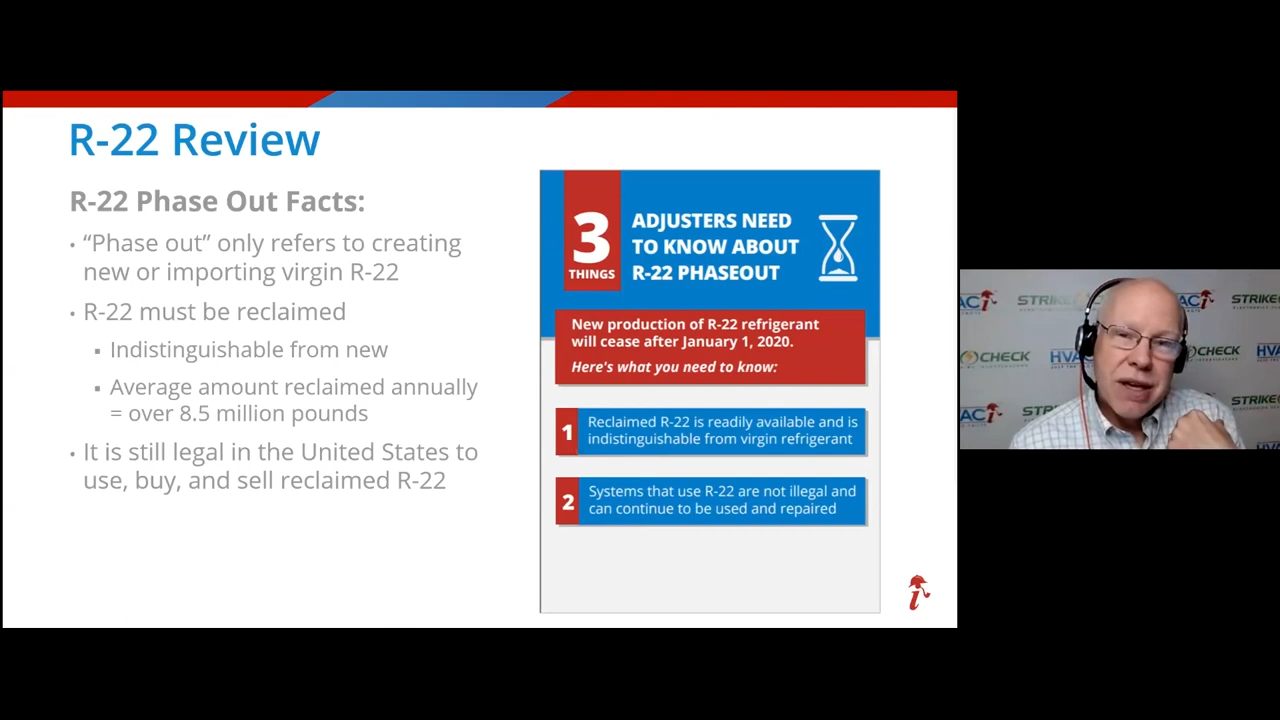 R-22 Review
R-22 Phase Out Facts:
• “Phase out” only refers to creating
new or importing virgin R-22
• R-22 must be reclaimed
▪ Indistinguishable from new
▪ Average amount reclaimed annually
= over 8.5 million pounds
• It is still legal in the United States to
use, buy, and sell reclaimed R-22
3
THINGS
ADJUSTERS NEED
TO KNOW ABOUT
R-22 PHASEOUT
New production of R-22 refrigerant
will cease after January 1, 2020.
Here's what you need to know:
1
Reclaimed R-22 is readily available and is
indistinguishable from virgin refrigerant
2
Systems that use R-22 are not illegal and
can continue to be used and repaired
i
STRIKE
CHECK
HVAC
CHECK
STRIKE